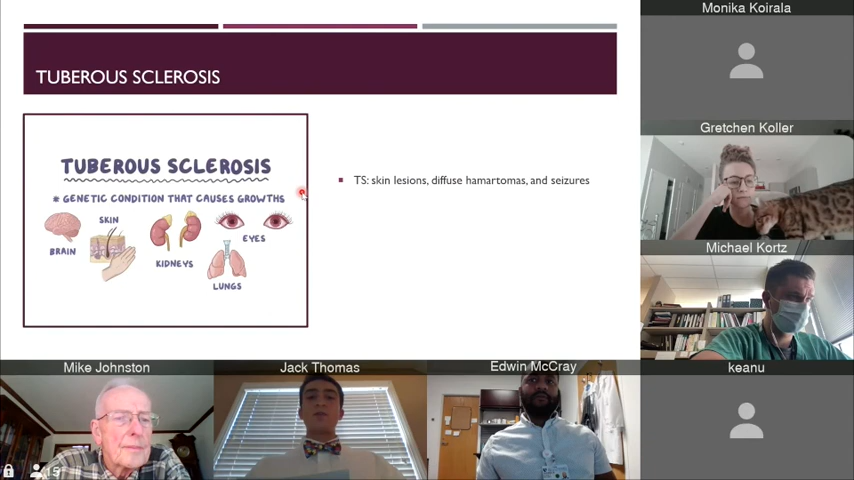 TUBEROUS SCLEROSIS
TUBEROUS SCLEROSIS
* GENETIC CONDITION THAT CAUSES GROWTHS
SKIN
BRAIN
KIDNEYS
EYES
LUNGS
TS: skin lesions, diffuse hamartomas, and seizures
Monika Koirala
Gretchen Koller
Michael Kortz
Mike Johnston
Jack Thomas
Edwin McCray
keanu
15